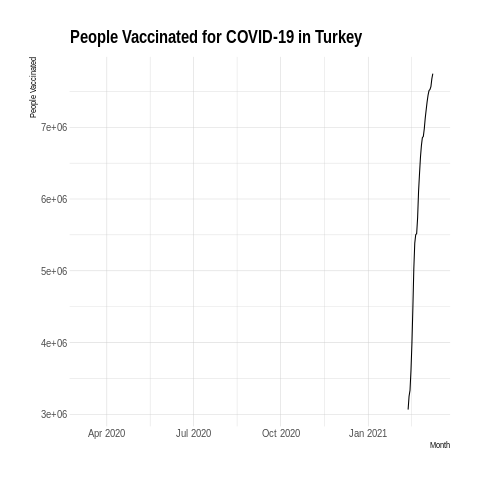 People Vaccinated for COVID-19 in Turkey
People Vaccinated
7e+06
6e+06
5e+06
4e+06
3e+06
Apr 2020 Jul 2020 Oct 2020 Jan 2021
Month